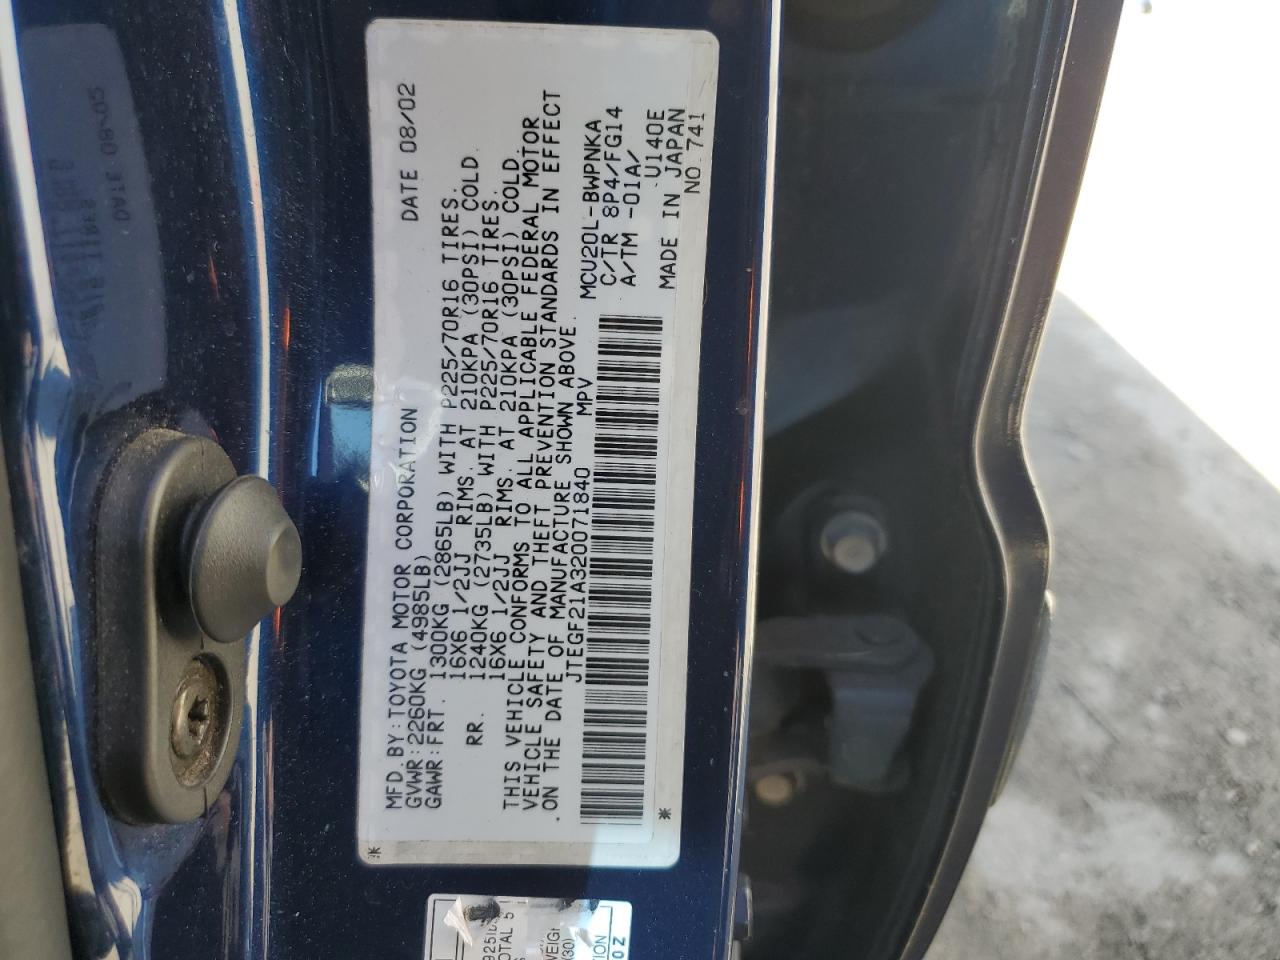 MFD. BY: TOYOTA MOTOR CORPORATION DATE 08/02
GVWR: 2260KG (4985LB)
GAWR: FRT. 1300KG (2865LB) WITH P225/70R16 TIRES.
16X6 1/2JJ RIMS. AT 210KPA (30PSI) COLD.
RR. 1240KG (2735LB) WITH P225/70R16 TIRES.
16X6 1/2JJ RIMS. AT 210KPA (30PSI) COLD.
THIS VEHICLE CONFORMS TO ALL APPLICABLE FEDERAL MOTOR
VEHICLE SAFETY AND THEFT PREVENTION STANDARDS IN EFFECT
ON THE DATE OF MANUFACTURE SHOWN ABOVE.
JTEGF21A320071840 MPV
MCU20L-BWPNKA
C/TR 8P4/FG14
A/TM -01A/
U140E
MADE IN JAPAN
NO. 741
OTAL 5
(30)